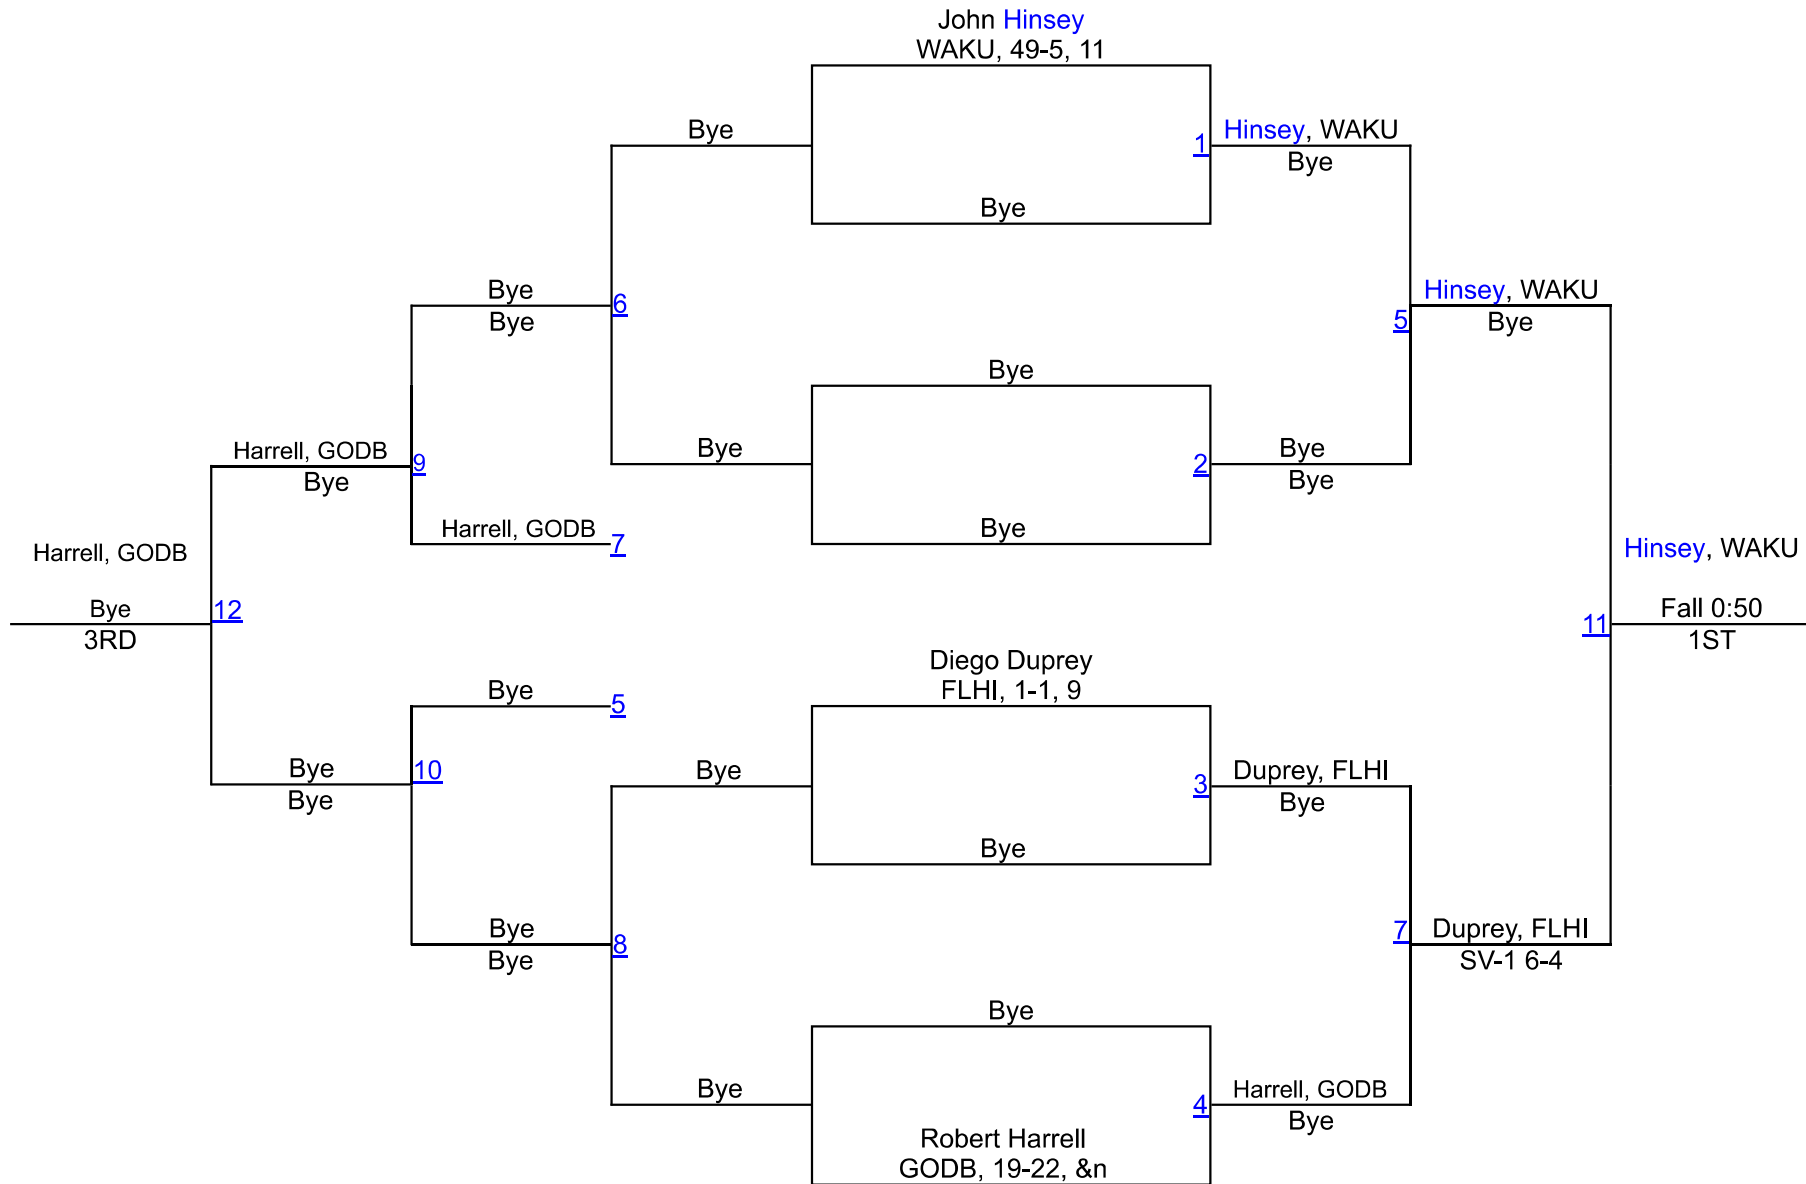 John Hinsey
WAKU, 49-5, 11
Bye
1
Hinsey, WAKU
Bye
Bye
Bye
Bye
6
Hinsey, WAKU
Bye
5
Bye
Bye
2
Bye
Bye
Bye
Harrell, GODB
Bye
9
Harrell, GODB
7
Harrell, GODB
Bye
3RD
12
Hinsey, WAKU
Fall 0:50
1ST
11
Diego Duprey
FLHI, 1-1, 9
Bye
5
Bye
Bye
10
Bye
3
Duprey, FLHI
Bye
Bye
Bye
Bye
8
7
Duprey, FLHI
SV-1 6-4
Bye
Bye
4
Harrell, GODB
Bye
Robert Harrell
GODB, 19-22, &n